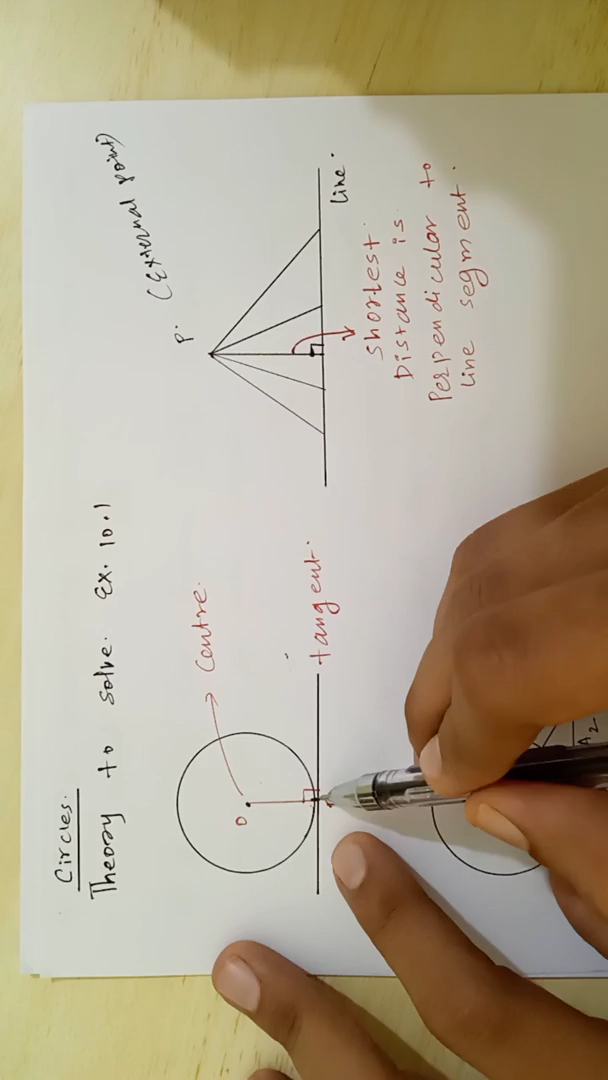 Circles.
Theory to solve. Ex. 10.1
O
Centre.
tangent.
P. (External point)
line.
Shortest
Distance is
Perpendicular to
Line segment.
A2